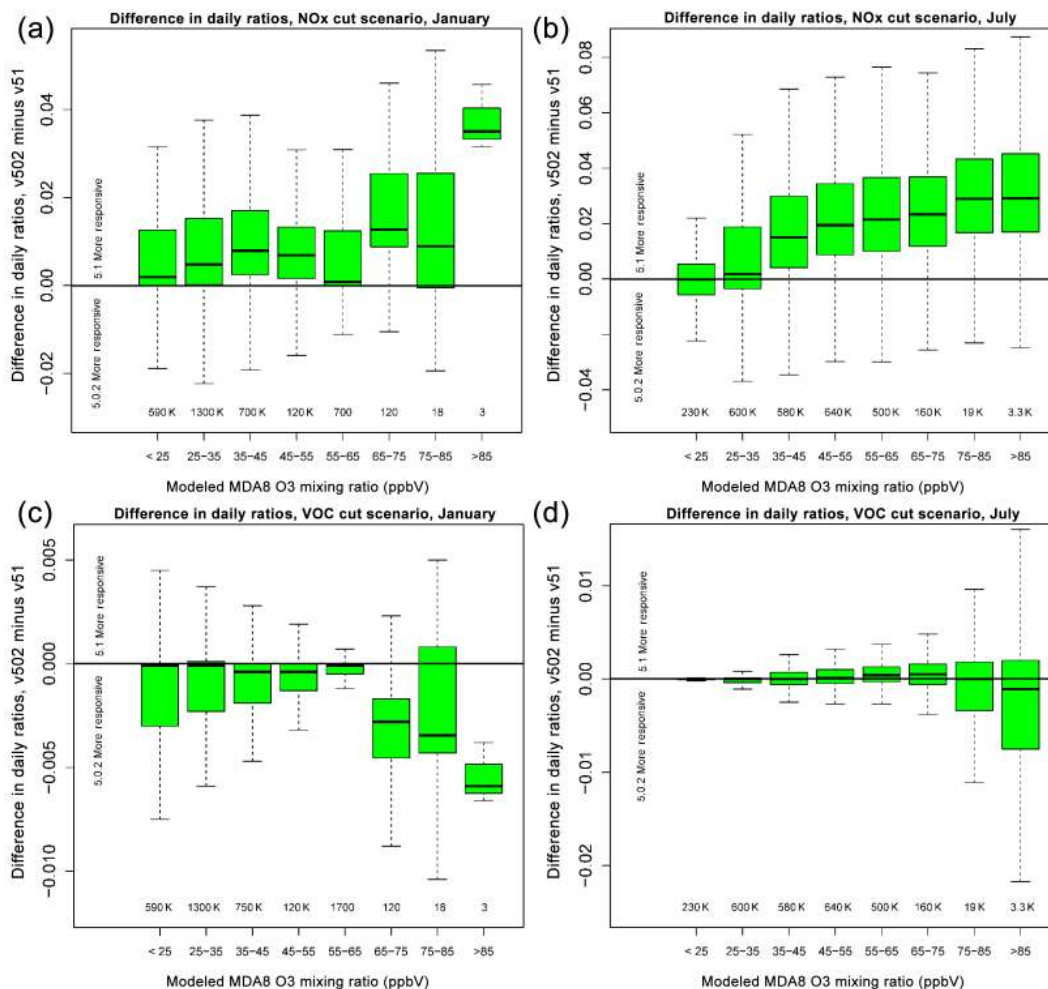 (a)
Difference in daily ratios, NOx cut scenario, January
Difference in daily ratios, v502 minus v51
0.04
0.02
0.00
−0.02
5.1 More responsive
5.0.2 More responsive
590 K 1300 K 700 K 120 K 700 120 18 3
< 25 25−35 35−45 45−55 55−65 65−75 75−85 >85
Modeled MDA8 O3 mixing ratio (ppbV)
(b)
Difference in daily ratios, NOx cut scenario, July
Difference in daily ratios, v502 minus v51
0.08
0.06
0.04
0.02
0.00
−0.04
5.1 More responsive
5.0.2 More responsive
230 K 600 K 580 K 640 K 500 K 160 K 19 K 3.3 K
< 25 25−35 35−45 45−55 55−65 65−75 75−85 >85
Modeled MDA8 O3 mixing ratio (ppbV)
(c)
Difference in daily ratios, VOC cut scenario, January
Difference in daily ratios, v502 minus v51
0.005
0.000
−0.005
−0.010
5.1 More responsive
5.0.2 More responsive
590 K 1300 K 750 K 120 K 1700 120 18 3
< 25 25−35 35−45 45−55 55−65 65−75 75−85 >85
Modeled MDA8 O3 mixing ratio (ppbV)
(d)
Difference in daily ratios, VOC cut scenario, July
Difference in daily ratios, v502 minus v51
0.01
0.00
−0.01
−0.02
5.1 More responsive
5.0.2 More responsive
230 K 600 K 580 K 640 K 500 K 160 K 19 K 3.3 K
< 25 25−35 35−45 45−55 55−65 65−75 75−85 >85
Modeled MDA8 O3 mixing ratio (ppbV)